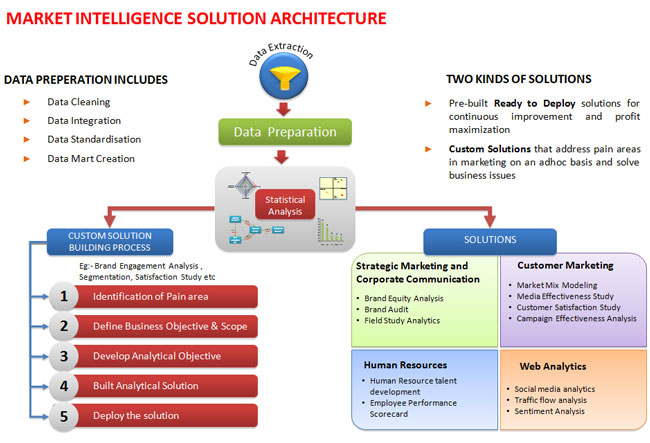 MARKET INTELLIGENCE SOLUTION ARCHITECTURE
Data Extraction
DATA PREPERATION INCLUDES
Data Cleaning
Data Integration
Data Standardisation
Data Mart Creation
Data Preparation
TWO KINDS OF SOLUTIONS
Pre-built Ready to Deploy solutions for
continuous improvement and profit
maximization
Custom Solutions that address pain areas
in marketing on an adhoc basis and solve
business issues
Statistical
Analysis
CUSTOM SOLUTION
BUILDING PROCESS
Eg:- Brand Engagement Analysis ,
Segmentation, Satisfaction Study etc
1 Identification of Pain area
2 Define Business Objective & Scope
3 Develop Analytical Objective
4 Built Analytical Solution
5 Deploy the solution
SOLUTIONS
Strategic Marketing and
Corporate Communication
• Brand Equity Analysis
• Brand Audit
• Field Study Analytics
Customer Marketing
• Market Mix Modeling
• Media Effectiveness Study
• Customer Satisfaction Study
• Campaign Effectiveness Analysis
Human Resources
• Human Resource talent
development
• Employee Performance
Scorecard
Web Analytics
• Social media analytics
• Traffic flow analysis
• Sentiment Analysis